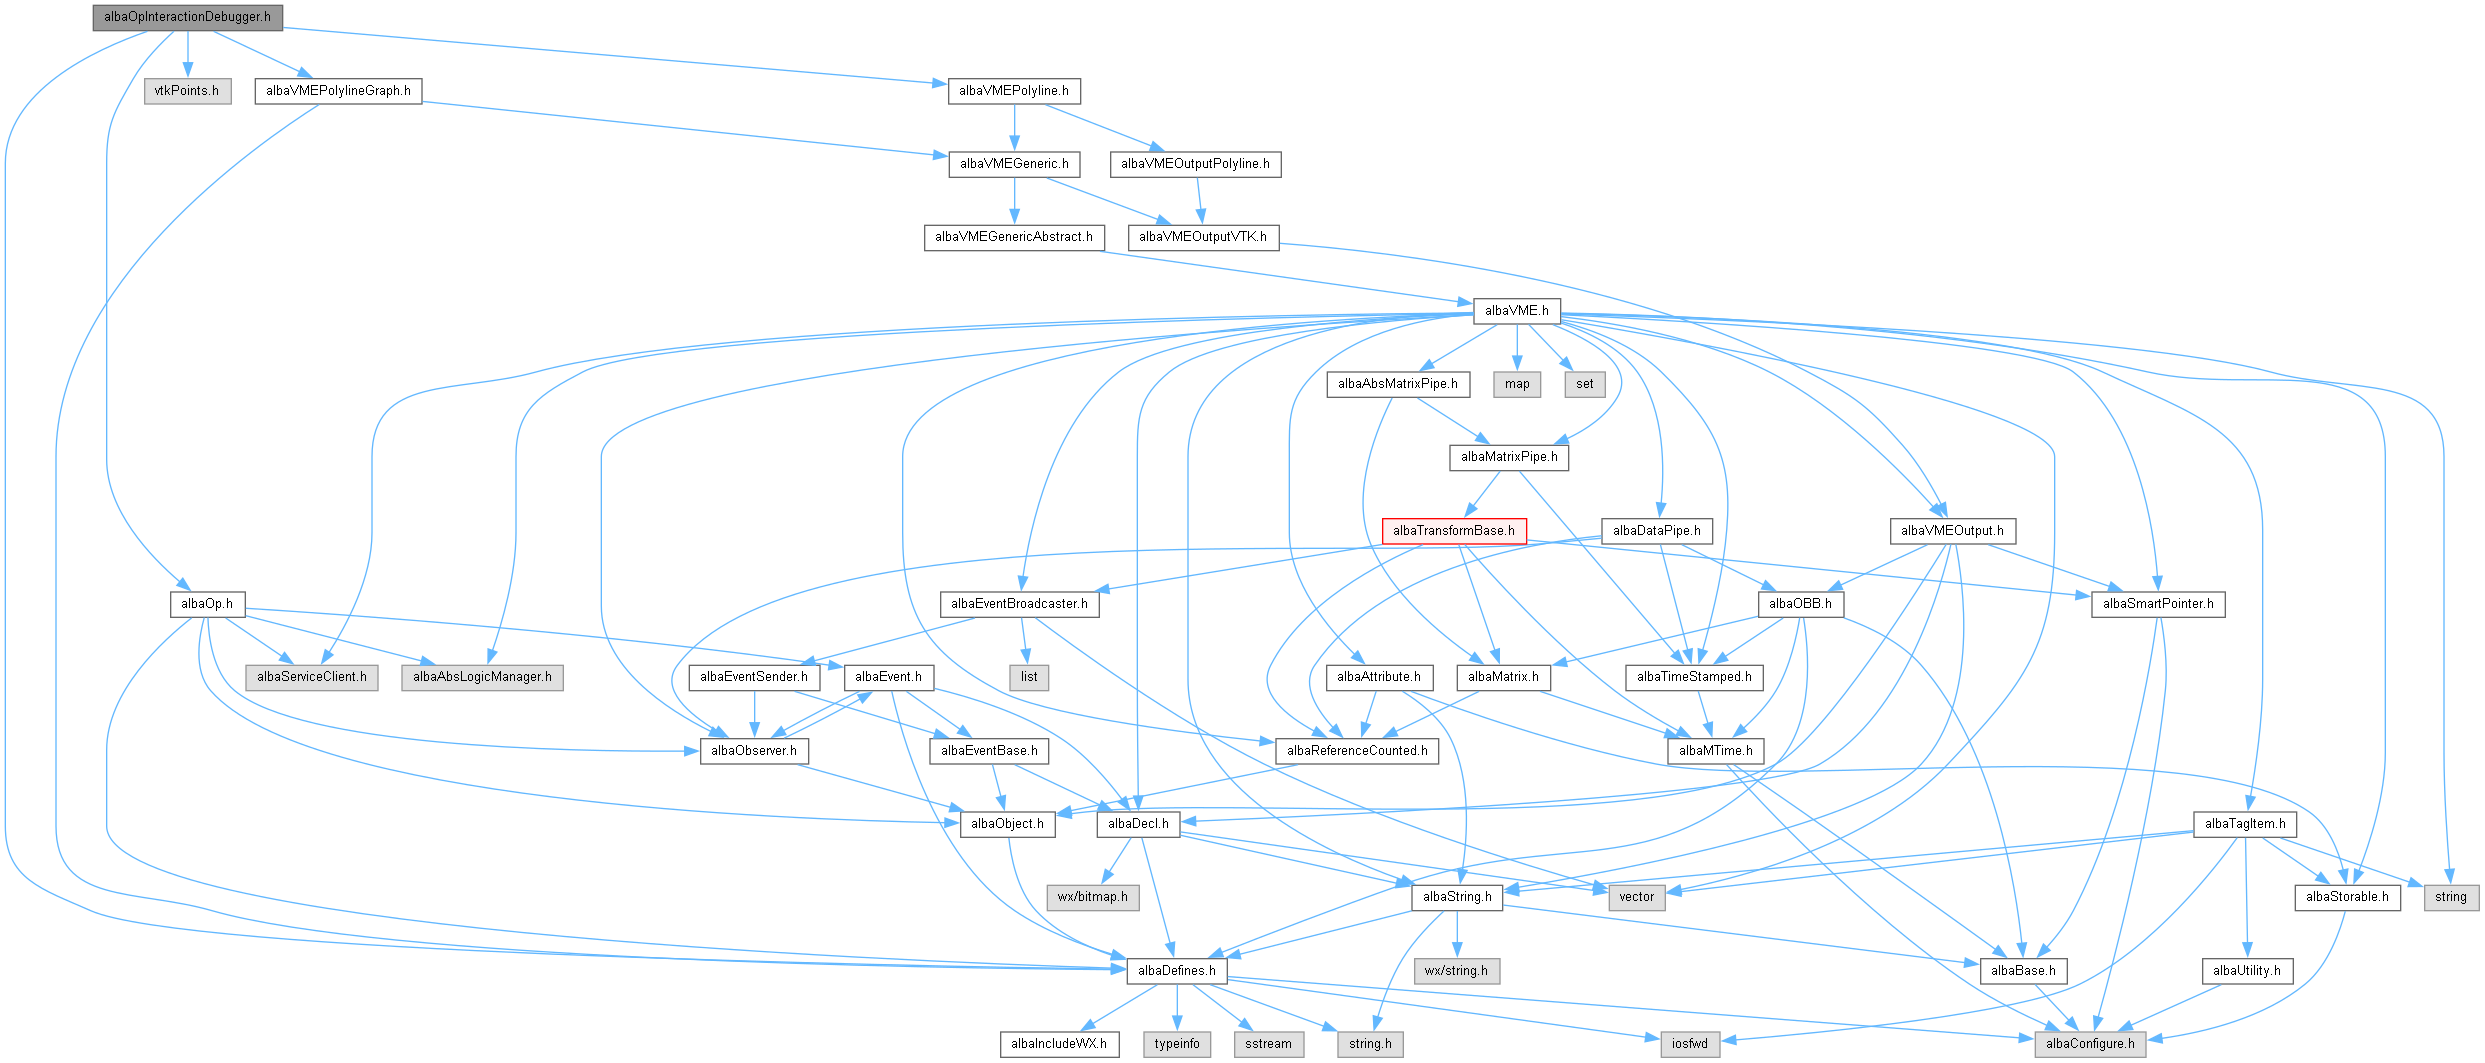 albaOpInteractionDebugger.h
vtkPoints.h
albaVMEPolylineGraph.h
albaVMEPolyline.h
albaVMEGeneric.h
albaVMEOutputPolyline.h
albaVMEGenericAbstract.h
albaVMEOutputVTK.h
albaVME.h
albaAbsMatrixPipe.h
map
set
albaMatrixPipe.h
albaTransformBase.h
albaDataPipe.h
albaVMEOutput.h
albaOp.h
albaEventBroadcaster.h
albaOBB.h
albaSmartPointer.h
albaServiceClient.h
albaAbsLogicManager.h
albaEventSender.h
albaEvent.h
list
albaAttribute.h
albaMatrix.h
albaTimeStamped.h
albaObserver.h
albaEventBase.h
albaReferenceCounted.h
albaMTime.h
albaObject.h
albaDecl.h
albaTagItem.h
wx/bitmap.h
albaString.h
vector
albaStorable.h
string
albaDefines.h
wx/string.h
albaBase.h
albaUtility.h
albaIncludeWX.h
typeinfo
sstream
string.h
iosfwd
albaConfigure.h